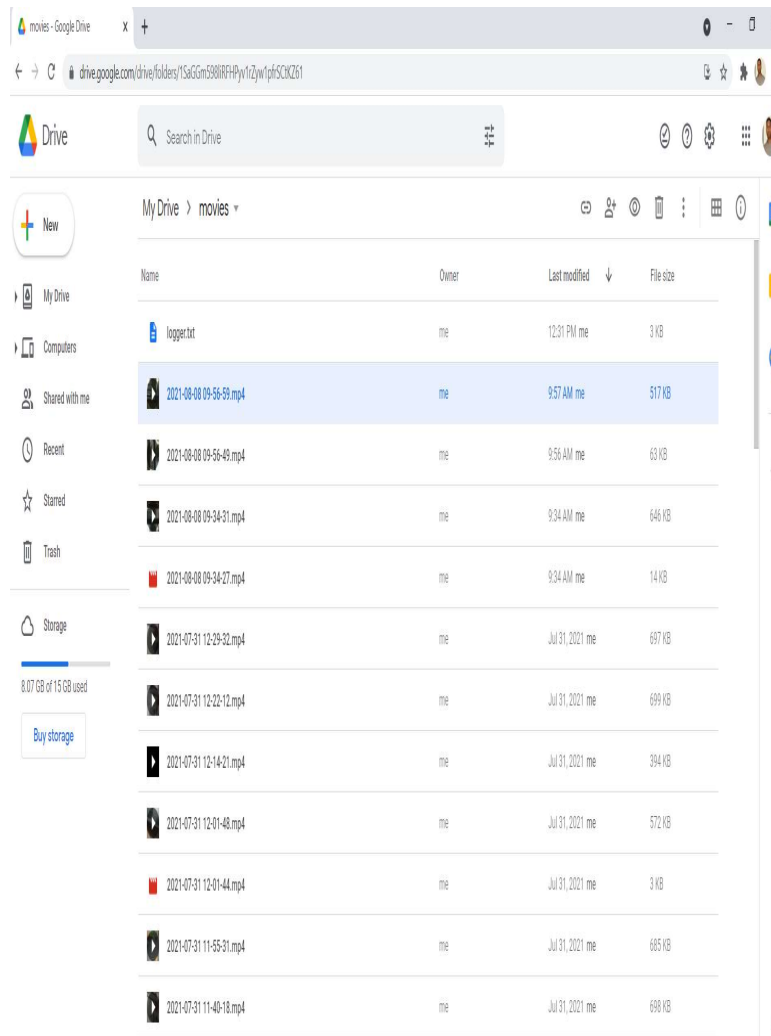 movies - Google Drive x +
drive.google.com/drive/folders/1SaGGm598liRFHPyv1rZyw1pfrSCtKZ61
Drive
Search in Drive
New
My Drive > movies
Name Owner Last modified File size
My Drive
Computers
Shared with me
Recent
Starred
Trash
Storage
8.07 GB of 15 GB used
Buy storage
logger.txt me 12:31 PM me 3 KB
2021-08-08 09-56-59.mp4 me 9:57 AM me 517 KB
2021-08-08 09-56-49.mp4 me 9:56 AM me 63 KB
2021-08-08 09-34-31.mp4 me 9:34 AM me 646 KB
2021-08-08 09-34-27.mp4 me 9:34 AM me 14 KB
2021-07-31 12-29-32.mp4 me Jul 31, 2021 me 697 KB
2021-07-31 12-22-12.mp4 me Jul 31, 2021 me 699 KB
2021-07-31 12-14-21.mp4 me Jul 31, 2021 me 394 KB
2021-07-31 12-01-48.mp4 me Jul 31, 2021 me 572 KB
2021-07-31 12-01-44.mp4 me Jul 31, 2021 me 3 KB
2021-07-31 11-55-31.mp4 me Jul 31, 2021 me 685 KB
2021-07-31 11-40-18.mp4 me Jul 31, 2021 me 698 KB